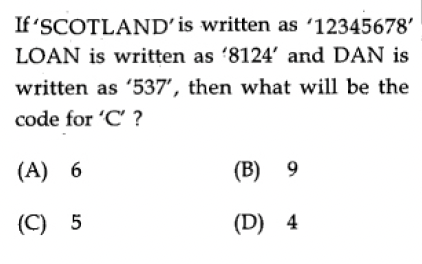 If ‘SCOTLAND’ is written as ‘12345678’
LOAN is written as ‘8124’ and DAN is
written as ‘537’, then what will be the
code for ‘C’ ?
(A) 6 (B) 9
(C) 5 (D) 4